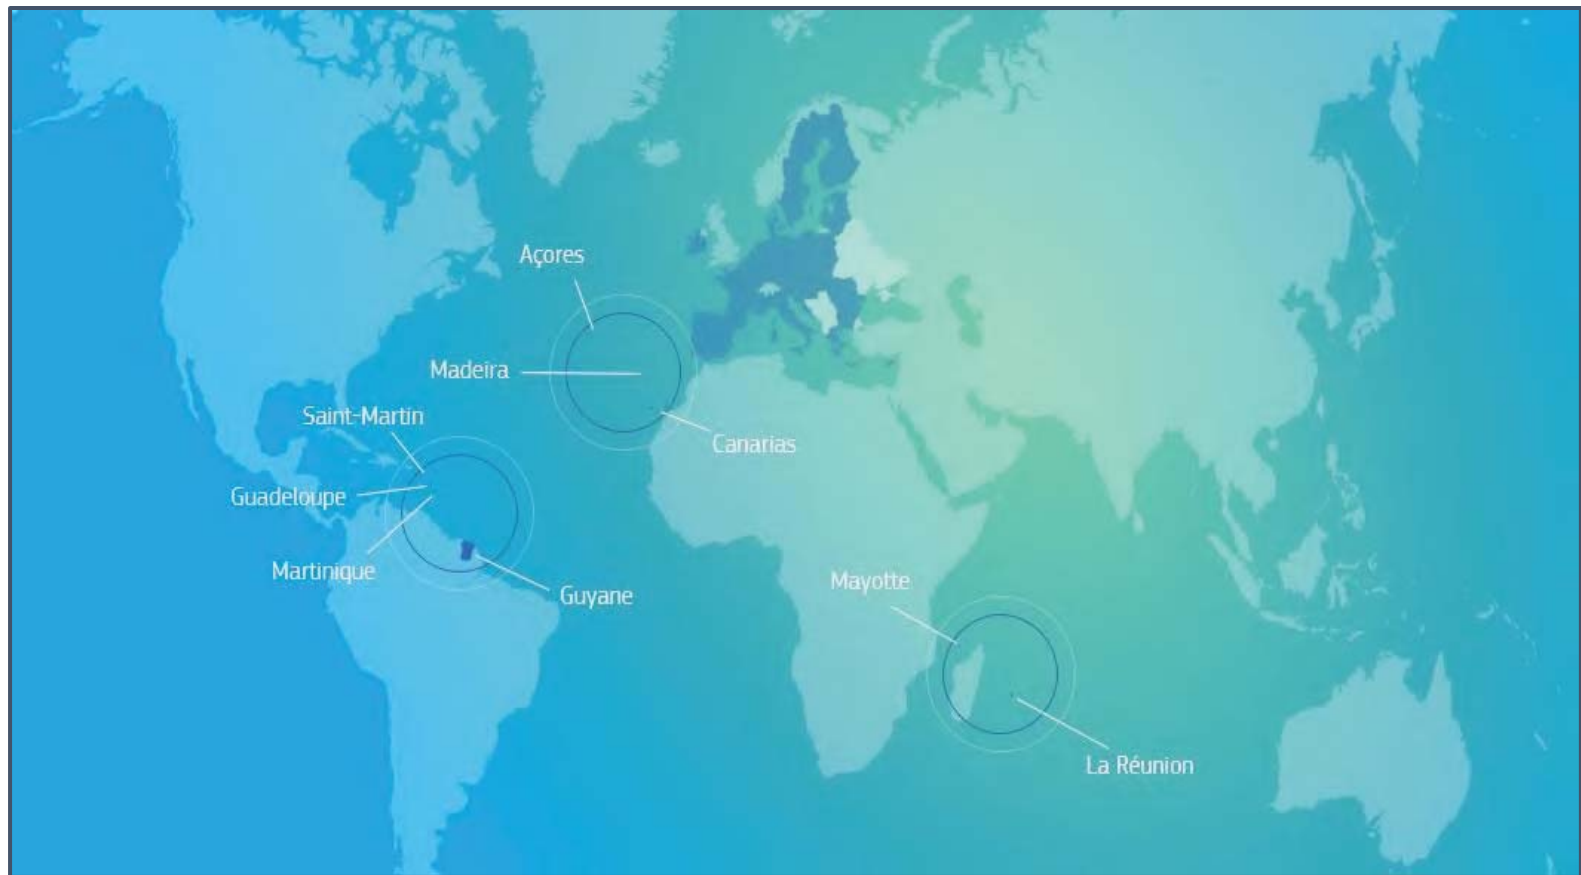 Açores
Madeira
Saint-Martin
Canarias
Guadeloupe
Martinique
Mayotte
Guyane
La Réunion